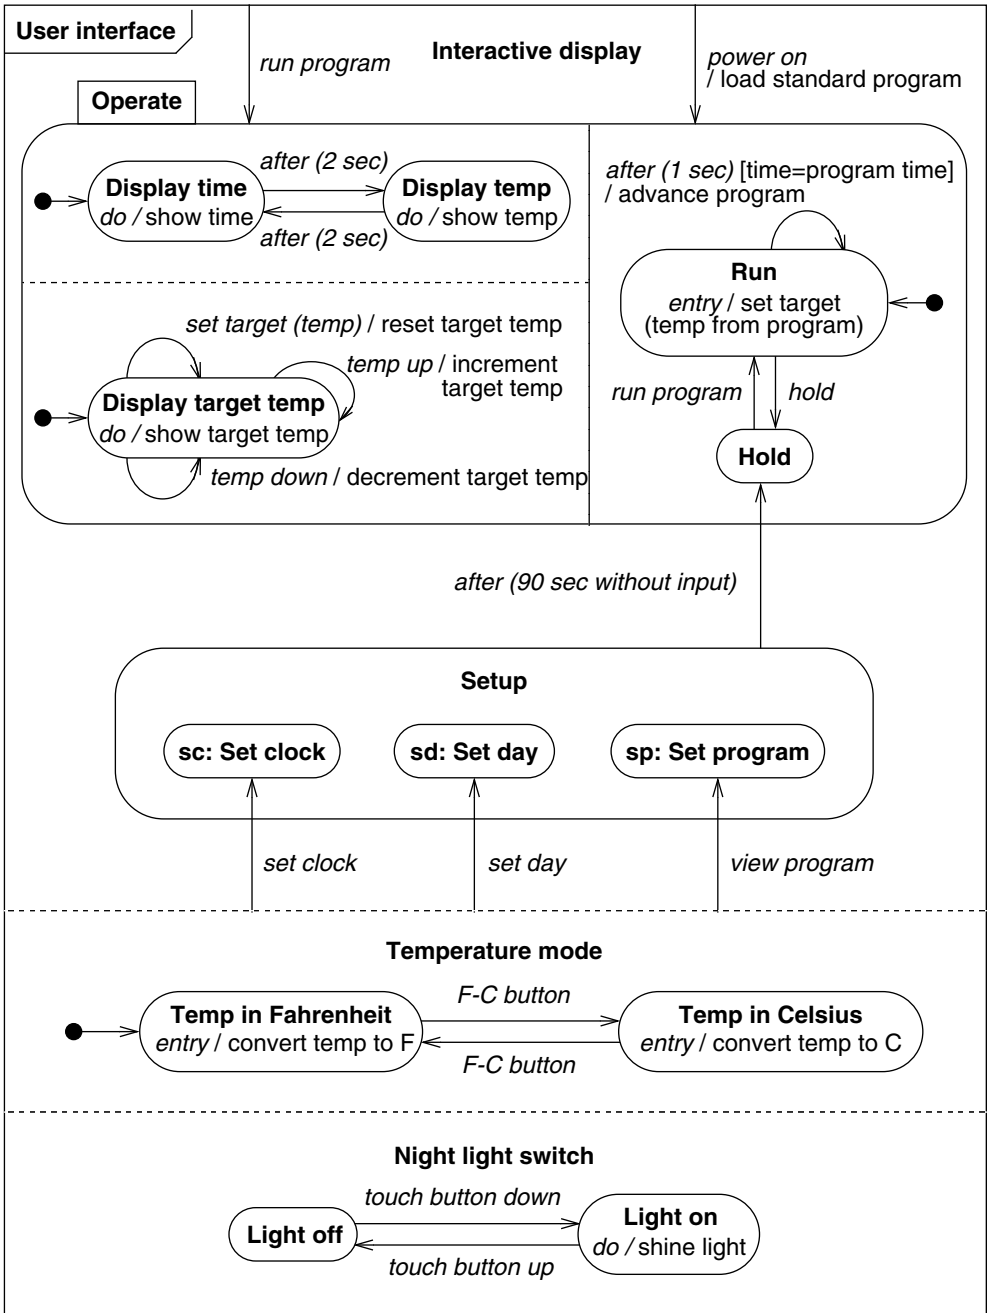 User interface
Interactive display
run program
power on
/ load standard program
Operate
after (2 sec)
Display time
do / show time
Display temp
do / show temp
after (2 sec)
after (1 sec) [time=program time]
/ advance program
Run
entry / set target
(temp from program)
set target (temp) / reset target temp
temp up / increment
target temp
Display target temp
do / show target temp
temp down / decrement target temp
run program
hold
Hold
after (90 sec without input)
Setup
sc: Set clock
sd: Set day
sp: Set program
set clock
set day
view program
Temperature mode
Temp in Fahrenheit
entry / convert temp to F
F-C button
F-C button
Temp in Celsius
entry / convert temp to C
Night light switch
touch button down
Light off
Light on
do / shine light
touch button up